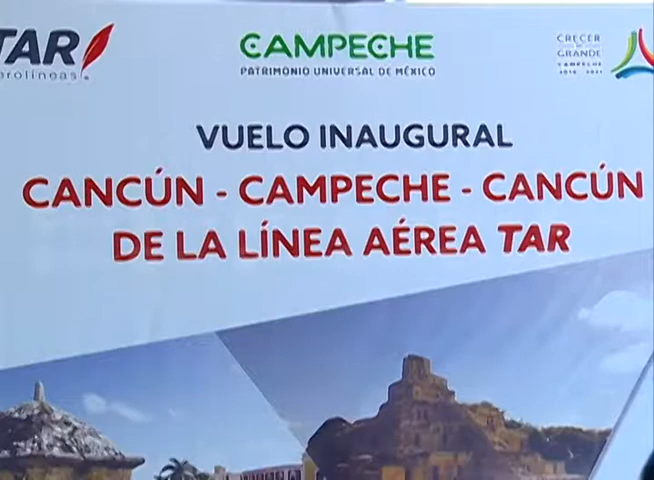 TAR
aerolíneas
CAMPECHE
PATRIMONIO UNIVERSAL DE MÉXICO
CRECER
GRANDE
CAMPECHE
VUELO INAUGURAL
CANCÚN - CAMPECHE - CANCÚN
DE LA LÍNEA AÉREA TAR